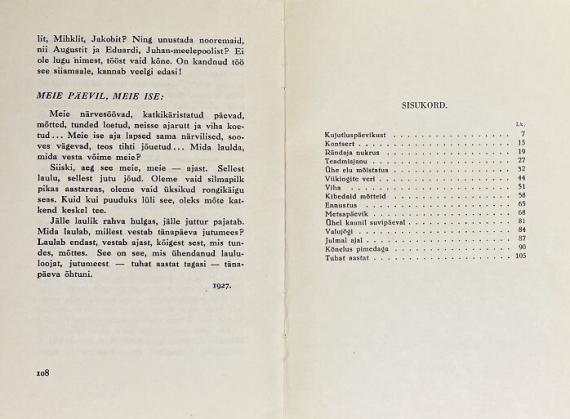 lit, Mihklit, Jakobit? Ning unustada nooremaid,
nii Augustit ja Eduardi, Juhan-meelepoolist? Ei
ole lugu nimest, tööst vaid kõne. On kandnud töö
see siiamaale, kannab veelgi edasi!
MEIE PÄEVIL, MEIE ISE:
Meie närvesöövad, katkikäristatud päevad,
mõtted, tunded loetud, neisse ajarutt ja viha koe-
tud... Meie ise aja lapsed sama närvilised, soo-
ves vägevad, teos tihti jõuetud... Mida laulda,
mida vesta võime meie?
Siiski, aeg see meie, meie — ajast. Sellest
laulu, sellest jutu jõud. Oleme vaid silmapilk
pikas aastareas, oleme vaid üksikud rongikäigu
seas. Kuid kui puuduks lüli see, oleks mõte kat-
kend keskel tee.
Jälle laulik rahva hulgas, jälle juttur pajatab.
Mida laulab, millest vestab tänapäeva jutumees?
Laulab endast, vestab ajast, kõigest sest, mis tun-
des, mõttes. See on see, mis ühendanud laulu-
loojat, jutumeest — tuhat aastat tagasi — täna-
päeva õhtuni.
1927.
108
SISUKORD.
Lk.
Kujutluspäevikust . . . . . . . . . . . . . . . . 7
Kontsert . . . . . . . . . . . . . . . . 15
Rändaja nukrus . . . . . . . . . . . . . . . . 19
Teadmisjanu . . . . . . . . . . . . . . . . 27
Ühe elu mõistatus . . . . . . . . . . . . . . . . 32
Viikingite veri . . . . . . . . . . . . . . . . 44
Viha . . . . . . . . . . . . . . . . 51
Kibedaid mõtteid . . . . . . . . . . . . . . . . 58
Ennustus . . . . . . . . . . . . . . . . 65
Metsapäevik . . . . . . . . . . . . . . . . 68
Ühel kaunil suvipäeval . . . . . . . . . . . . . . . . 81
Valujõgi . . . . . . . . . . . . . . . . 84
Julmal ajal . . . . . . . . . . . . . . . . 87
Kõnelus pimedaga . . . . . . . . . . . . . . . . 90
Tuhat aastat . . . . . . . . . . . . . . . . 105